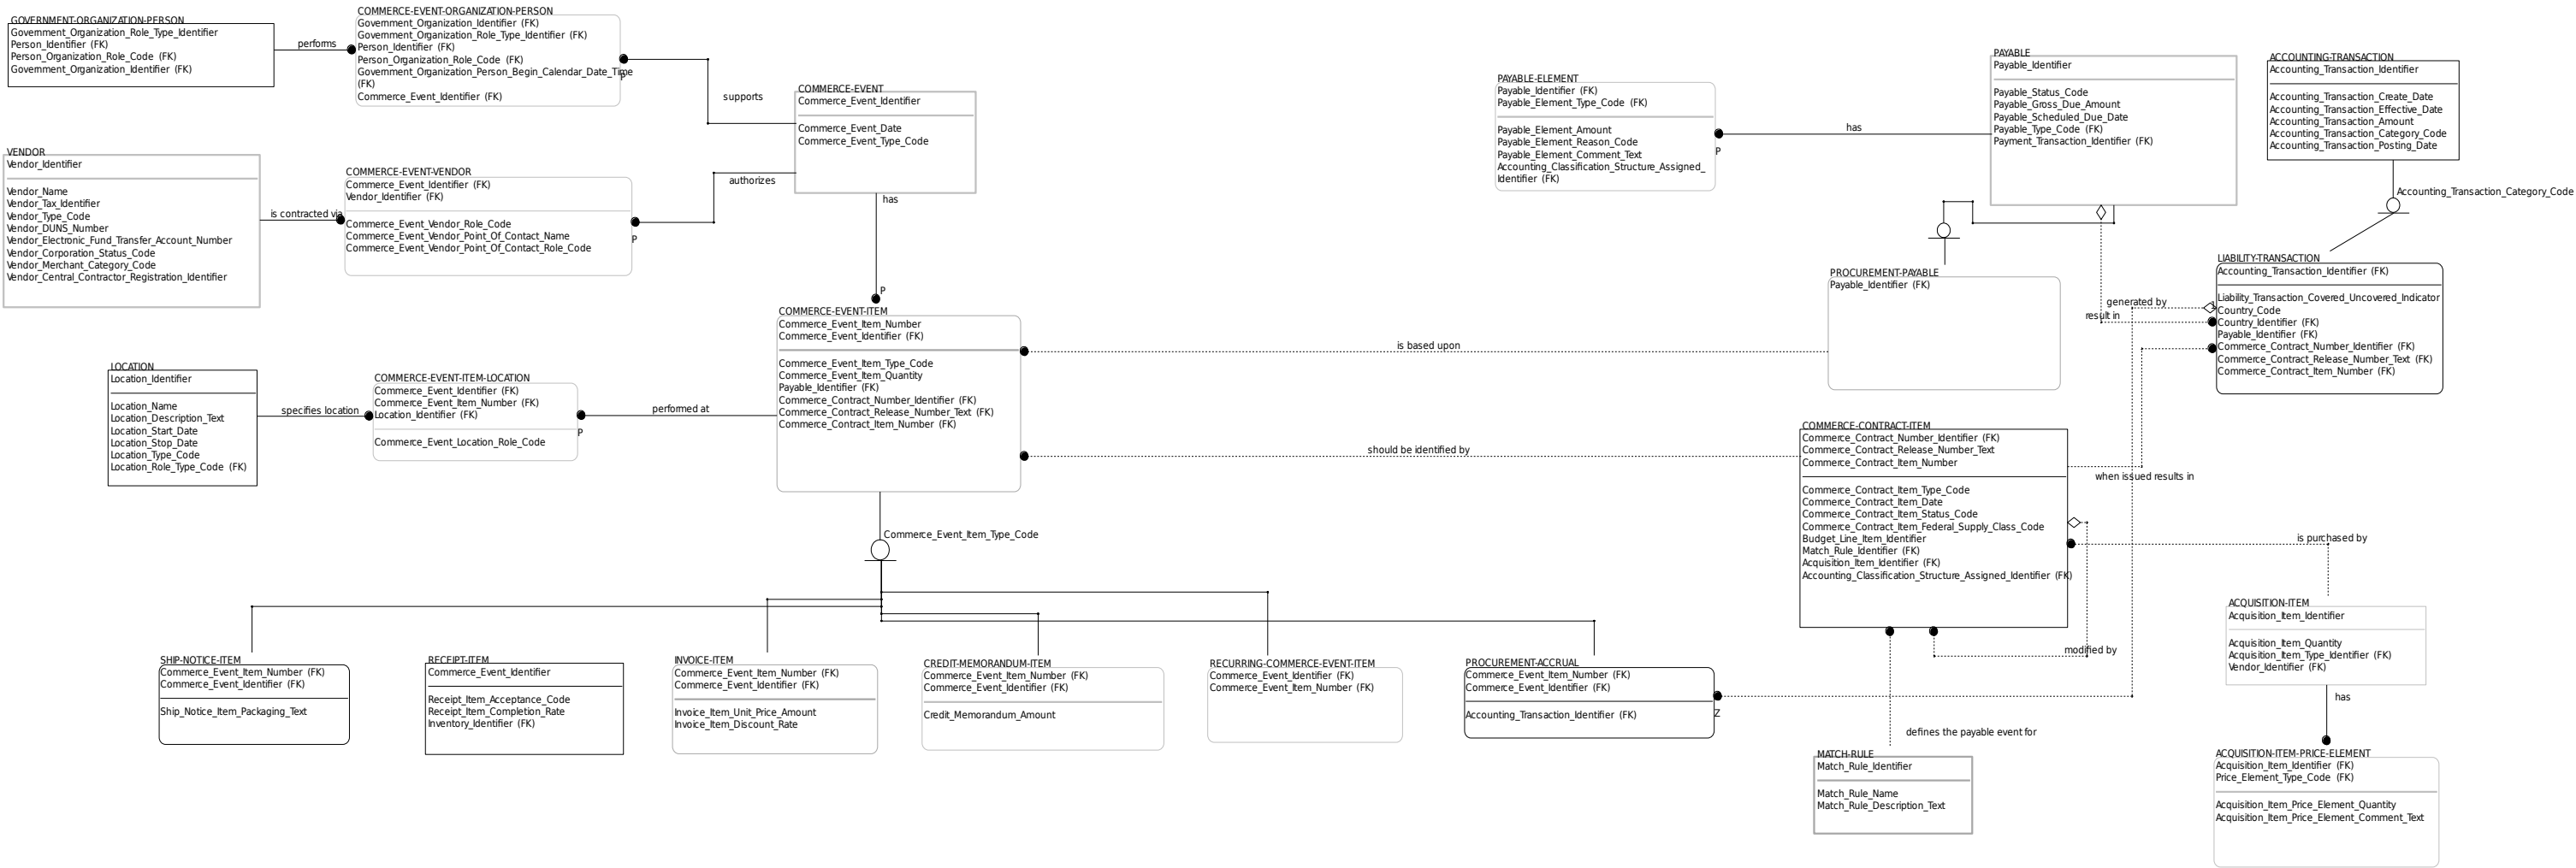 GOVERNMENT-ORGANIZATION-PERSON
Government_Organization_Role_Type_Identifier
Person_Identifier (FK)
Person_Organization_Role_Code (FK)
Government_Organization_Identifier (FK)
performs
COMMERCE-EVENT-ORGANIZATION-PERSON
Government_Organization_Identifier (FK)
Government_Organization_Role_Type_Identifier (FK)
Person_Identifier (FK)
Person_Organization_Role_Code (FK)
Government_Organization_Person_Begin_Calendar_Date_Time
(FK)
Commerce_Event_Identifier (FK)
P
supports
COMMERCE-EVENT
Commerce_Event_Identifier
Commerce_Event_Date
Commerce_Event_Type_Code
authorizes
has
P
VENDOR
Vendor_Identifier
Vendor_Name
Vendor_Tax_Identifier
Vendor_Type_Code
Vendor_DUNS_Number
Vendor_Electronic_Fund_Transfer_Account_Number
Vendor_Corporation_Status_Code
Vendor_Merchant_Category_Code
Vendor_Central_Contractor_Registration_Identifier
is contracted via
COMMERCE-EVENT-VENDOR
Commerce_Event_Identifier (FK)
Vendor_Identifier (FK)
Commerce_Event_Vendor_Role_Code
Commerce_Event_Vendor_Point_Of_Contact_Name
Commerce_Event_Vendor_Point_Of_Contact_Role_Code
P
PAYABLE-ELEMENT
Payable_Identifier (FK)
Payable_Element_Type_Code (FK)
Payable_Element_Amount
Payable_Element_Reason_Code
Payable_Element_Comment_Text
Accounting_Classification_Structure_Assigned_
Identifier (FK)
P
has
PAYABLE
Payable_Identifier
Payable_Status_Code
Payable_Gross_Due_Amount
Payable_Scheduled_Due_Date
Payable_Type_Code (FK)
Payment_Transaction_Identifier (FK)
ACCOUNTING-TRANSACTION
Accounting_Transaction_Identifier
Accounting_Transaction_Create_Date
Accounting_Transaction_Effective_Date
Accounting_Transaction_Amount
Accounting_Transaction_Category_Code
Accounting_Transaction_Posting_Date
Accounting_Transaction_Category_Code
PROCUREMENT-PAYABLE
Payable_Identifier (FK)
LIABILITY-TRANSACTION
Accounting_Transaction_Identifier (FK)
Liability_Transaction_Covered_Uncovered_Indicator
Country_Code
Country_Identifier (FK)
Payable_Identifier (FK)
Commerce_Contract_Number_Identifier (FK)
Commerce_Contract_Release_Number_Text (FK)
Commerce_Contract_Item_Number (FK)
generated by
result in
COMMERCE-EVENT-ITEM
Commerce_Event_Item_Number
Commerce_Event_Identifier (FK)
Commerce_Event_Item_Type_Code
Commerce_Event_Item_Quantity
Payable_Identifier (FK)
Commerce_Contract_Number_Identifier (FK)
Commerce_Contract_Release_Number_Text (FK)
Commerce_Contract_Item_Number (FK)
is based upon
should be identified by
LOCATION
Location_Identifier
Location_Name
Location_Description_Text
Location_Start_Date
Location_Stop_Date
Location_Type_Code
Location_Role_Type_Code (FK)
specifies location
COMMERCE-EVENT-ITEM-LOCATION
Commerce_Event_Identifier (FK)
Commerce_Event_Item_Number (FK)
Location_Identifier (FK)
Commerce_Event_Location_Role_Code
P
performed at
COMMERCE-CONTRACT-ITEM
Commerce_Contract_Number_Identifier (FK)
Commerce_Contract_Release_Number_Text
Commerce_Contract_Item_Number
Commerce_Contract_Item_Type_Code
Commerce_Contract_Item_Date
Commerce_Contract_Item_Status_Code
Commerce_Contract_Item_Federal_Supply_Class_Code
Budget_Line_Item_Identifier
Match_Rule_Identifier (FK)
Acquisition_Item_Identifier (FK)
Accounting_Classification_Structure_Assigned_Identifier (FK)
when issued results in
is purchased by
modified by
Commerce_Event_Item_Type_Code
SHIP-NOTICE-ITEM
Commerce_Event_Item_Number (FK)
Commerce_Event_Identifier (FK)
Ship_Notice_Item_Packaging_Text
RECEIPT-ITEM
Commerce_Event_Identifier
Receipt_Item_Acceptance_Code
Receipt_Item_Completion_Rate
Inventory_Identifier (FK)
INVOICE-ITEM
Commerce_Event_Item_Number (FK)
Commerce_Event_Identifier (FK)
Invoice_Item_Unit_Price_Amount
Invoice_Item_Discount_Rate
CREDIT-MEMORANDUM-ITEM
Commerce_Event_Item_Number (FK)
Commerce_Event_Identifier (FK)
Credit_Memorandum_Amount
RECURRING-COMMERCE-EVENT-ITEM
Commerce_Event_Identifier (FK)
Commerce_Event_Item_Number (FK)
PROCUREMENT-ACCRUAL
Commerce_Event_Item_Number (FK)
Commerce_Event_Identifier (FK)
Accounting_Transaction_Identifier (FK)
Z
defines the payable event for
MATCH-RULE
Match_Rule_Identifier
Match_Rule_Name
Match_Rule_Description_Text
ACQUISITION-ITEM
Acquisition_Item_Identifier
Acquisition_Item_Quantity
Acquisition_Item_Type_Identifier (FK)
Vendor_Identifier (FK)
has
ACQUISITION-ITEM-PRICE-ELEMENT
Acquisition_Item_Identifier (FK)
Price_Element_Type_Code (FK)
Acquisition_Item_Price_Element_Quantity
Acquisition_Item_Price_Element_Comment_Text